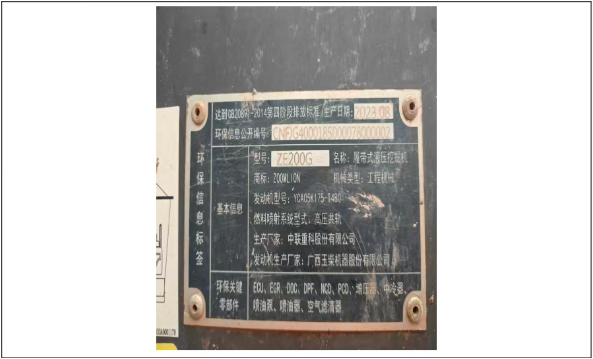 达到GB20891-2014第四阶段排放标准/生产日期：2023.08
环保信息公开编号：
环保信息标签
基本信息
型号：ZE200G 名称：履带式液压挖掘机
商标：ZOOMLION 机械类型：工程机械
发动机型号：
燃料喷射系统型式：高压共轨
生产厂家：中联重科股份有限公司
发动机生产厂家：广西玉柴机器股份有限公司
环保关键零部件
ECU、EGR、DOC、DPF、NCD、PCD、增压器、中冷器、
喷油泵、喷油器、空气滤清器